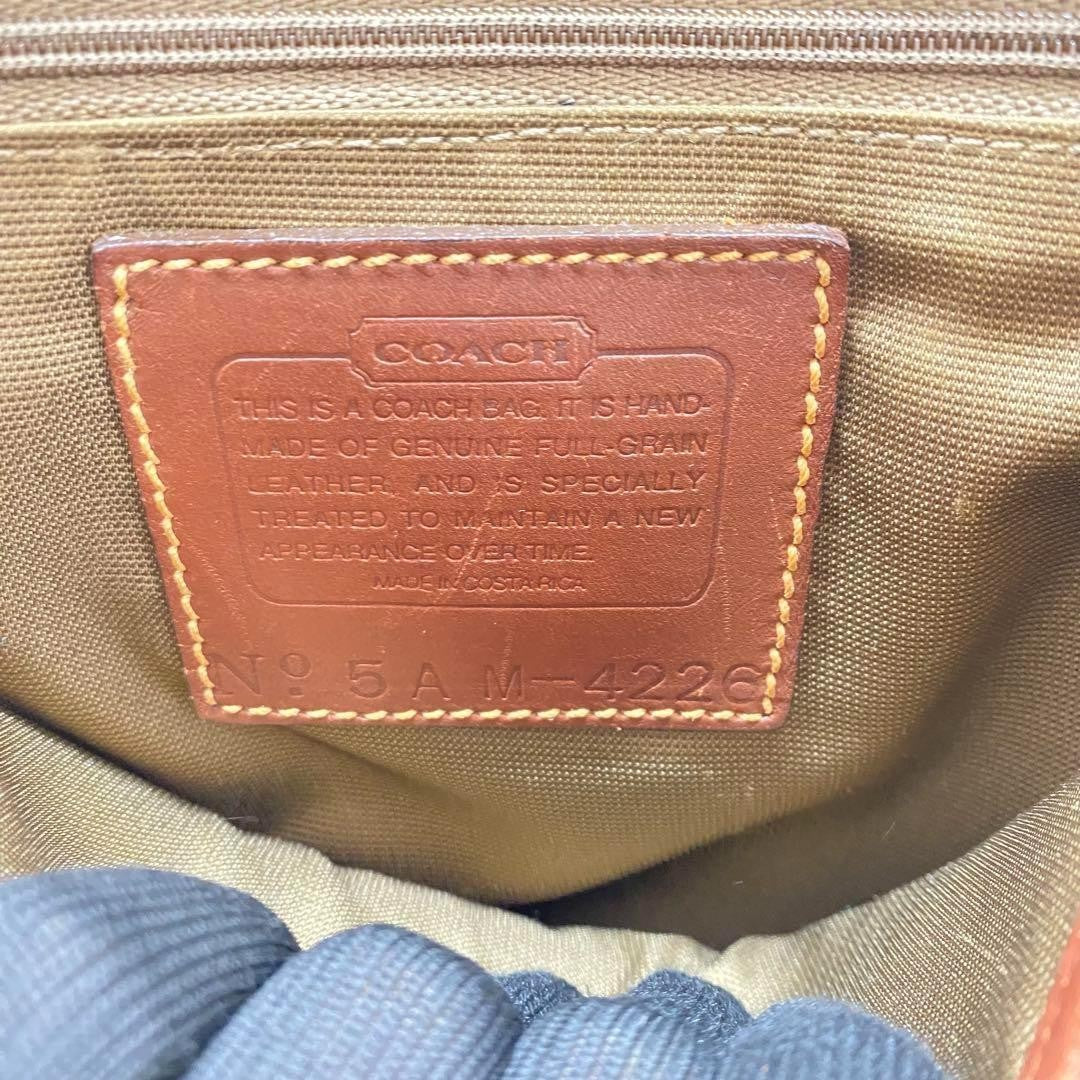 COACH
THIS IS A COACH BAG. IT IS HAND-
MADE OF GENUINE FULL-GRAIN
LEATHER, AND IS SPECIALLY
TREATED TO MAINTAIN A NEW
APPEARANCE OVER TIME.
MADE IN COSTA RICA
Nº 5AM-4226